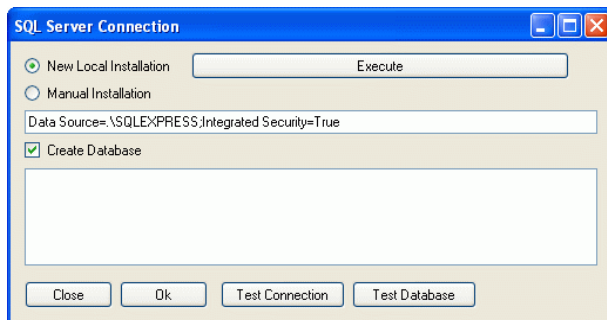 SQL Server Connection
New Local Installation
Execute
Manual Installation
Data Source=.\SQLEXPRESS;Integrated Security=True
Create Database
Close
Ok
Test Connection
Test Database